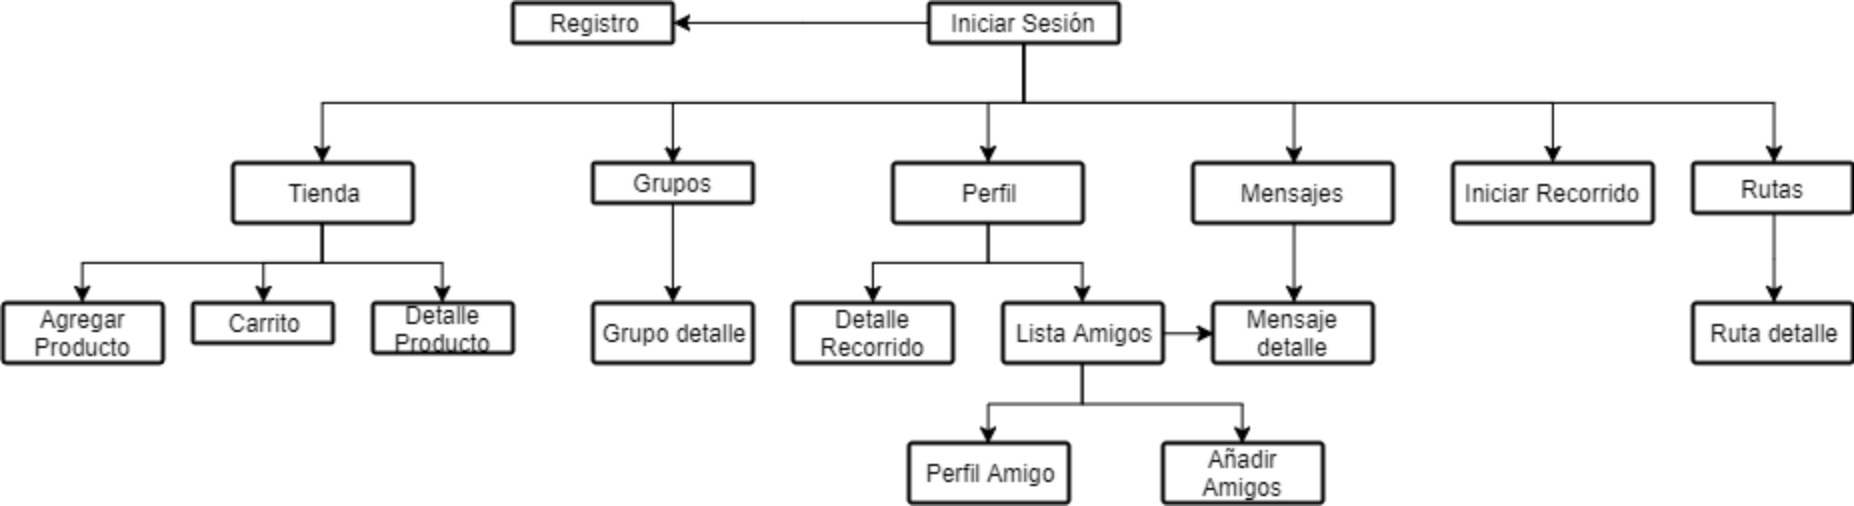 Registro
Iniciar Sesión
Tienda
Grupos
Perfil
Mensajes
Iniciar Recorrido
Rutas
Agregar
Producto
Carrito
Detalle
Producto
Grupo detalle
Detalle
Recorrido
Lista Amigos
Mensaje
detalle
Ruta detalle
Perfil Amigo
Añadir
Amigos